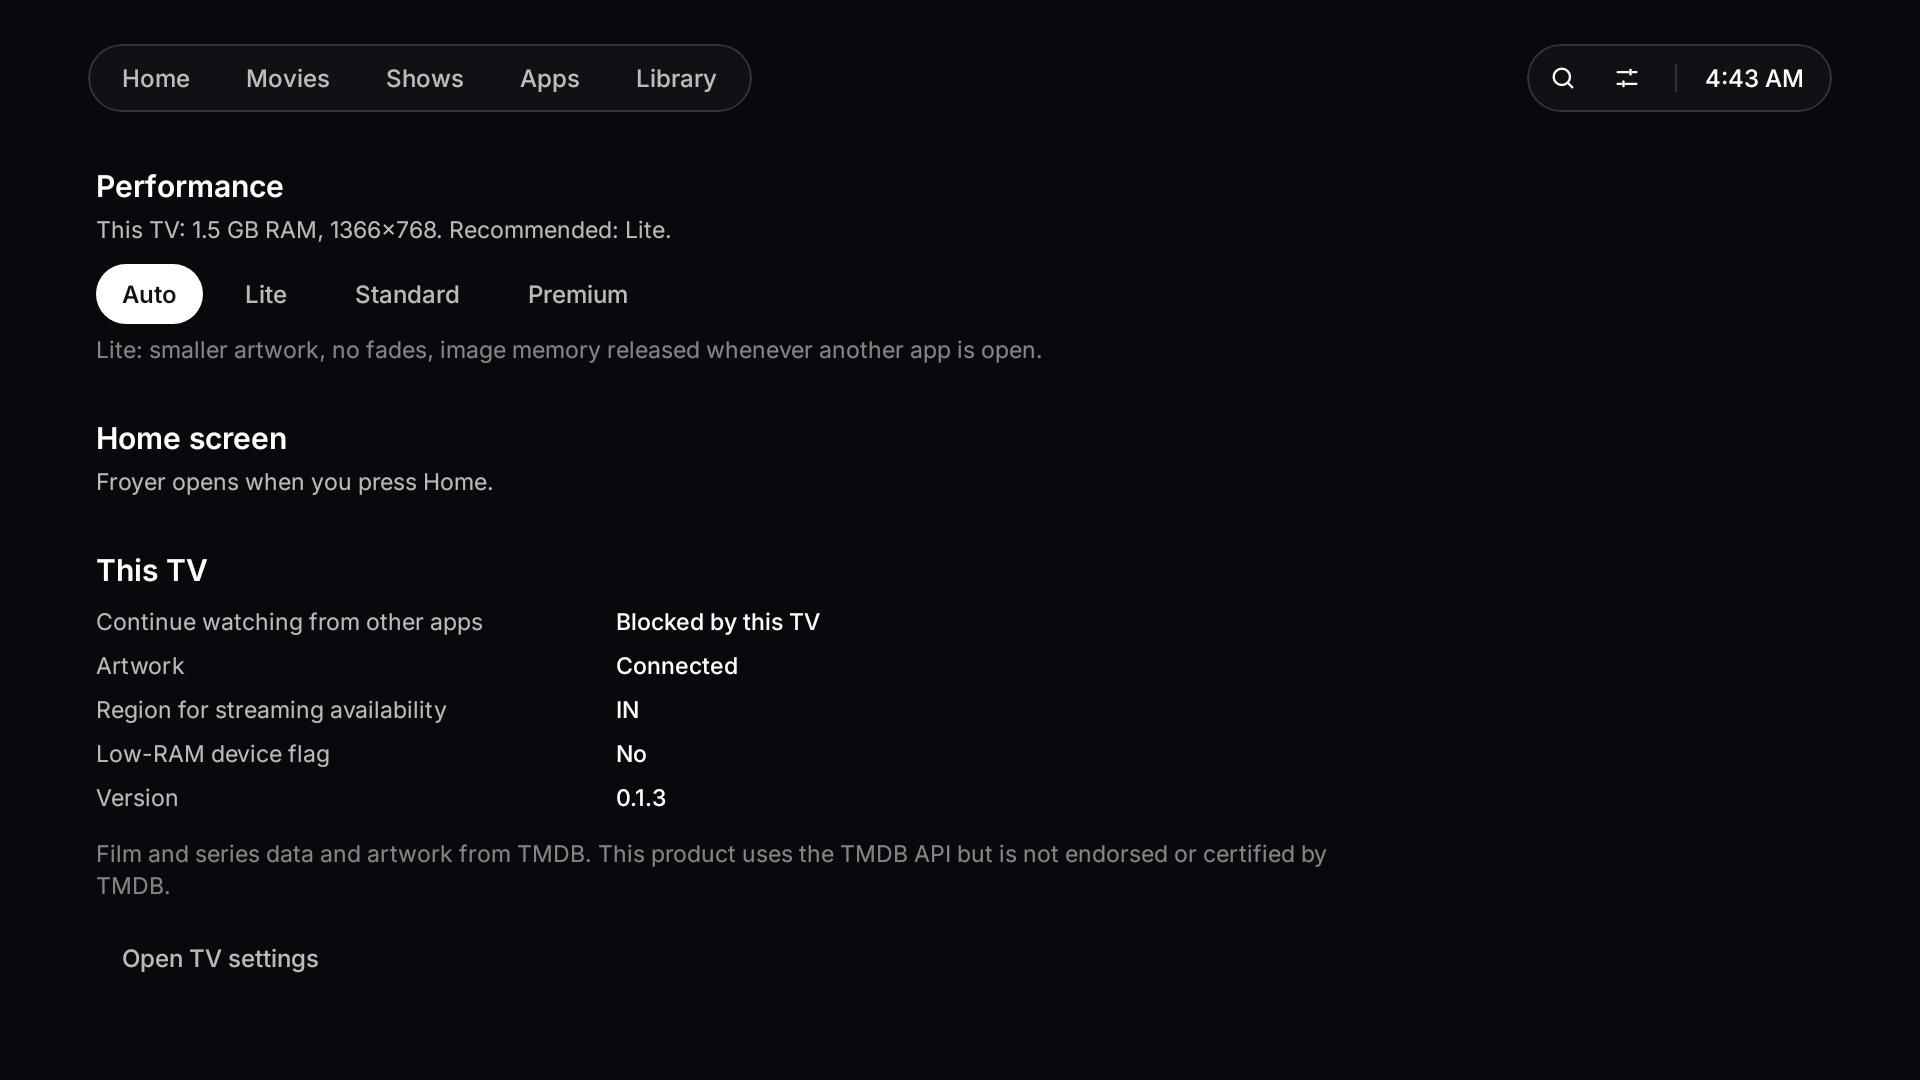 Home Movies Shows Apps Library 4:43 AM
Performance
This TV: 1.5 GB RAM, 1366×768. Recommended: Lite.
Auto Lite Standard Premium
Lite: smaller artwork, no fades, image memory released whenever another app is open.
Home screen
Froyer opens when you press Home.
This TV
Continue watching from other apps Blocked by this TV
Artwork Connected
Region for streaming availability IN
Low-RAM device flag No
Version 0.1.3
Film and series data and artwork from TMDB. This product uses the TMDB API but is not endorsed or certified by
TMDB.
Open TV settings